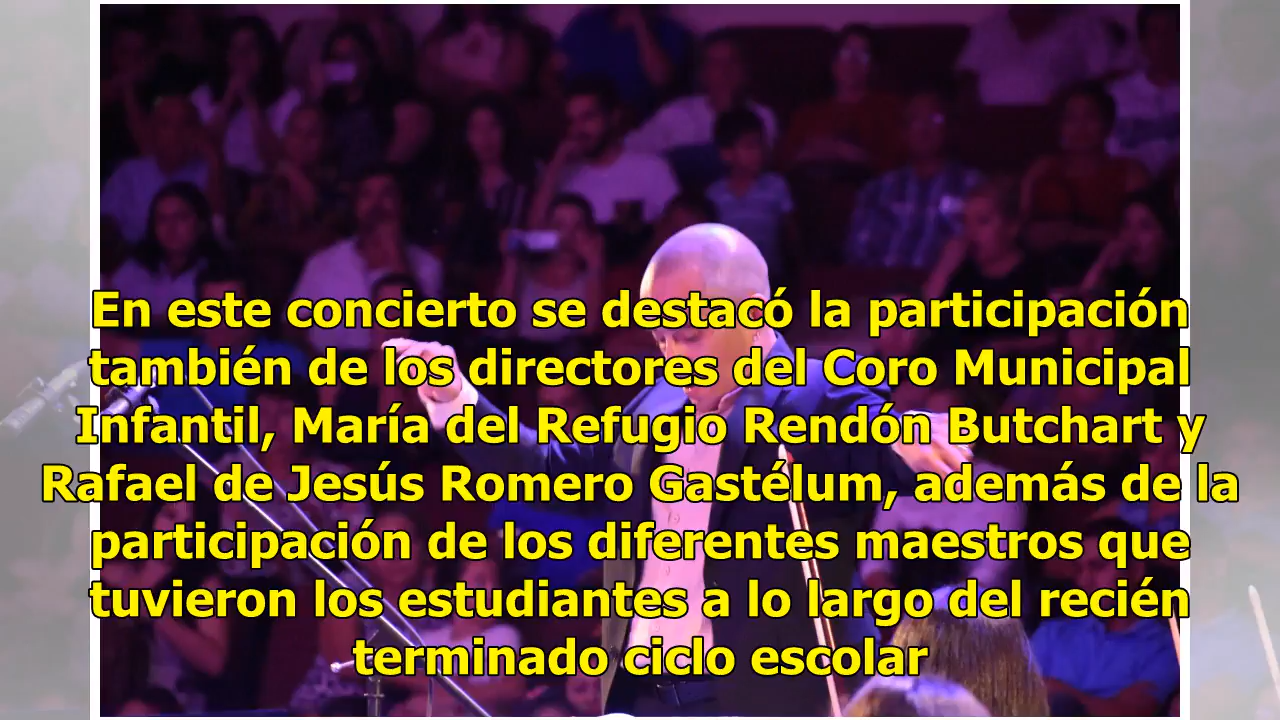 En este concierto se destacó la participación
también de los directores del Coro Municipal
Infantil, María del Refugio Rendón Butchart y
Rafael de Jesús Romero Gastélum, además de la
participación de los diferentes maestros que
tuvieron los estudiantes a lo largo del recién
terminado ciclo escolar